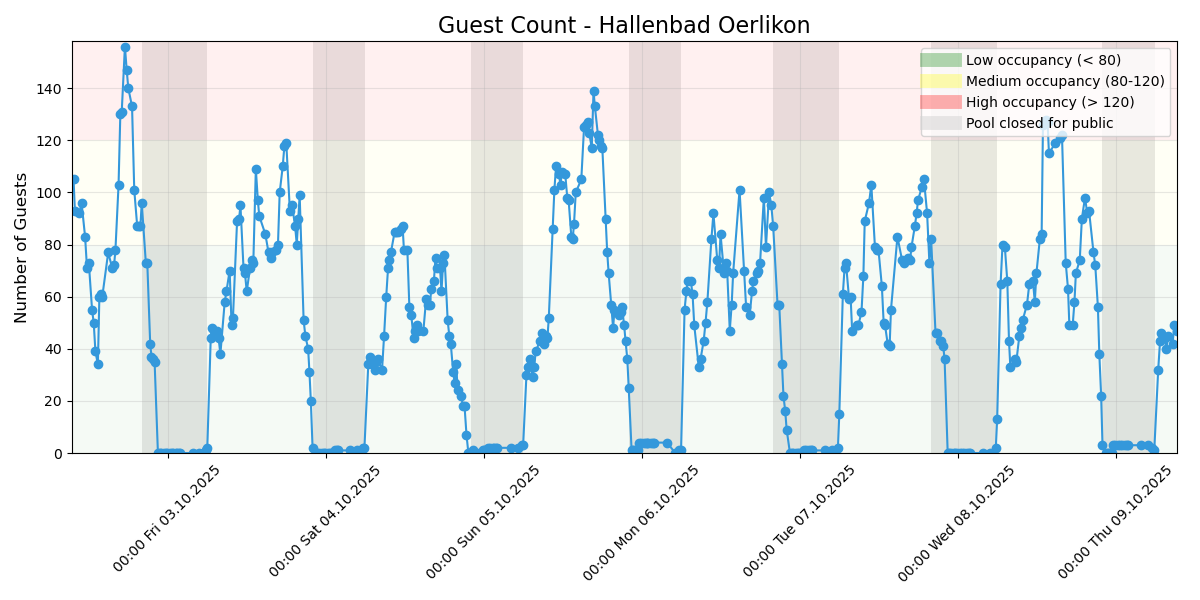 Guest Count - Hallenbad Oerlikon
Number of Guests
140
120
100
80
60
40
20
0
Low occupancy (< 80)
Medium occupancy (80-120)
High occupancy (> 120)
Pool closed for public
00:00 Fri 03.10.2025
00:00 Sat 04.10.2025
00:00 Sun 05.10.2025
00:00 Mon 06.10.2025
00:00 Tue 07.10.2025
00:00 Wed 08.10.2025
00:00 Thu 09.10.2025